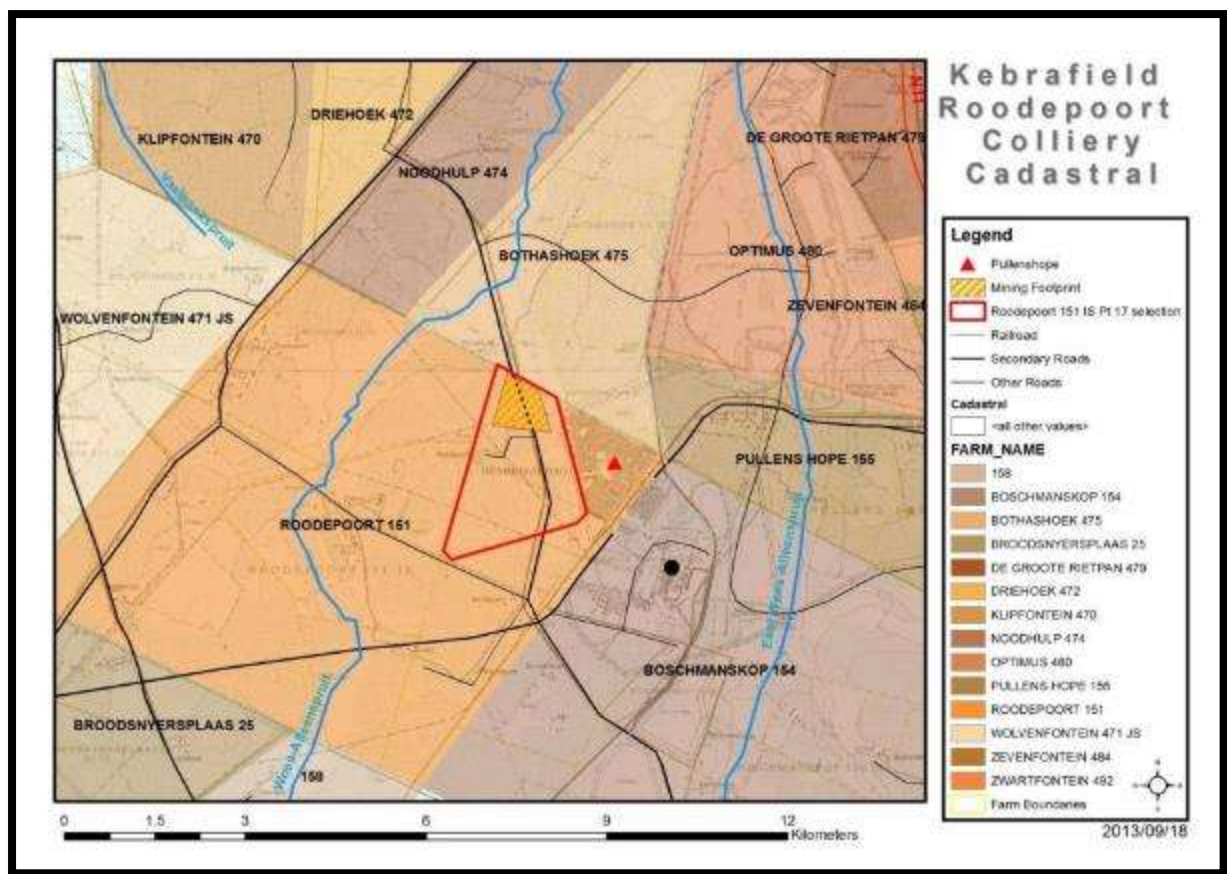 Kebrafield
Roodepoort
Colliery
Cadastral
N11
DRIEHOEK 472
KLIPFONTEIN 470
DE GROOTE RIETPAN 479
NOODHULP 474
BOTHASHOEK 475
OPTIMUS 480
ZEVENFONTEIN 484
WOLVENFONTEIN 471 JS
PULLENS HOPE 155
ROODEPOORT 151
BOSCHMANSKOP 154
BROODSNYERSPLAAS 25
158
Legend
Pullenshope
Mining Footprint
Roodepoort 151 IS Pt 17 selection
Railroad
Secondary Roads
Other Roads
Cadastral
<all other values>
FARM_NAME
158
BOSCHMANSKOP 154
BOTHASHOEK 475
BROODSNYERSPLAAS 25
DE GROOTE RIETPAN 479
DRIEHOEK 472
KLIPFONTEIN 470
NOODHULP 474
OPTIMUS 480
PULLENS HOPE 155
ROODEPOORT 151
WOLVENFONTEIN 471 JS
ZEVENFONTEIN 484
ZWARTFONTEIN 492
Farm Boundaries
2013/09/18
0 1.5 3 6 9 12
Kilometers